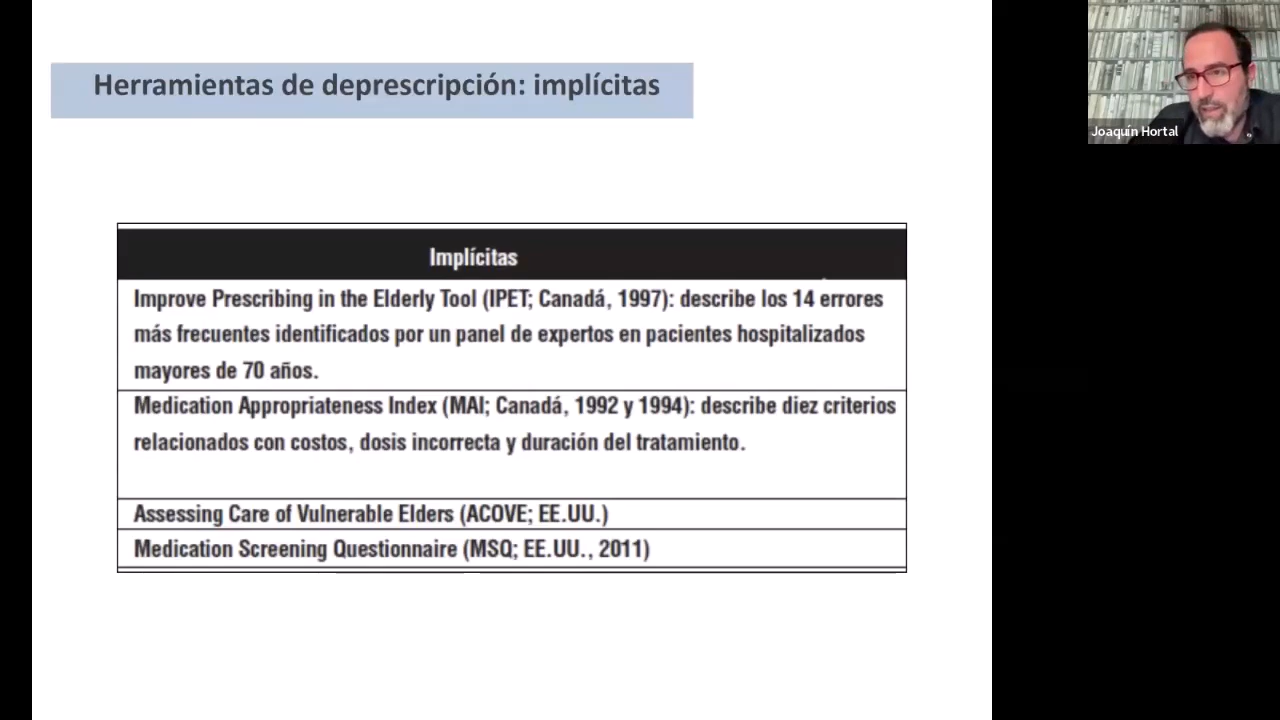 Herramientas de deprescripción: implícitas
Joaquín Hortal
Implícitas
Improve Prescribing in the Elderly Tool (IPET; Canadá, 1997): describe los 14 errores
más frecuentes identificados por un panel de expertos en pacientes hospitalizados
mayores de 70 años.
Medication Appropriateness Index (MAI; Canadá, 1992 y 1994): describe diez criterios
relacionados con costos, dosis incorrecta y duración del tratamiento.
Assessing Care of Vulnerable Elders (ACOVE; EE.UU.)
Medication Screening Questionnaire (MSQ; EE.UU., 2011)